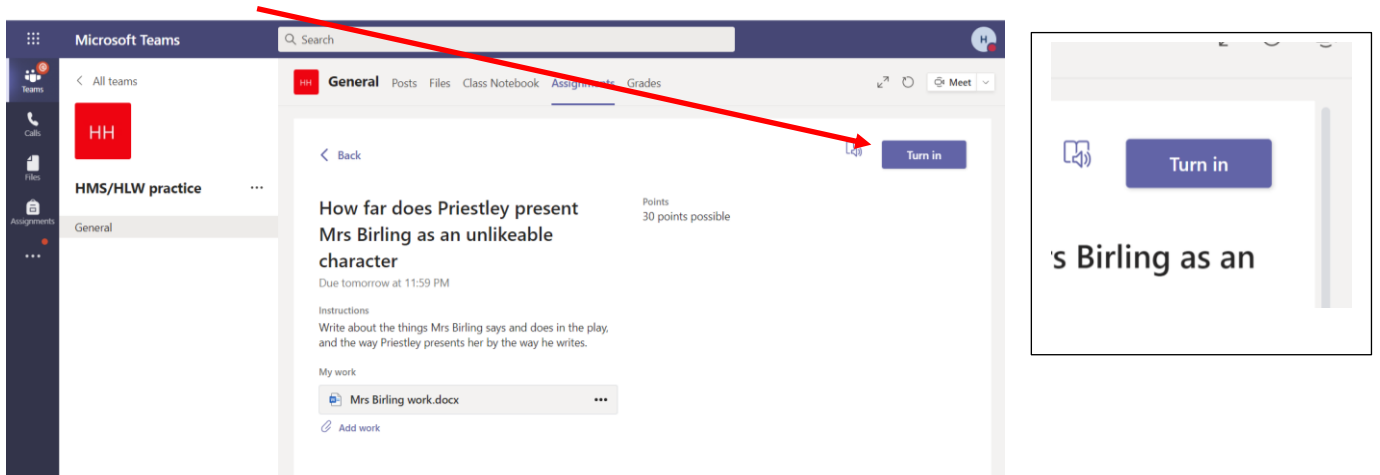 Microsoft Teams
Search
H
Teams
Calls
Files
Assignments
All teams
HH
HMS/HLW practice
General
HH General Posts Files Class Notebook Assignments Grades
Meet
Back
Turn in
How far does Priestley present
Mrs Birling as an unlikeable
character
Due tomorrow at 11:59 PM
Points
30 points possible
Instructions
Write about the things Mrs Birling says and does in the play,
and the way Priestley presents her by the way he writes.
My work
Mrs Birling work.docx
Add work
Turn in
's Birling as an